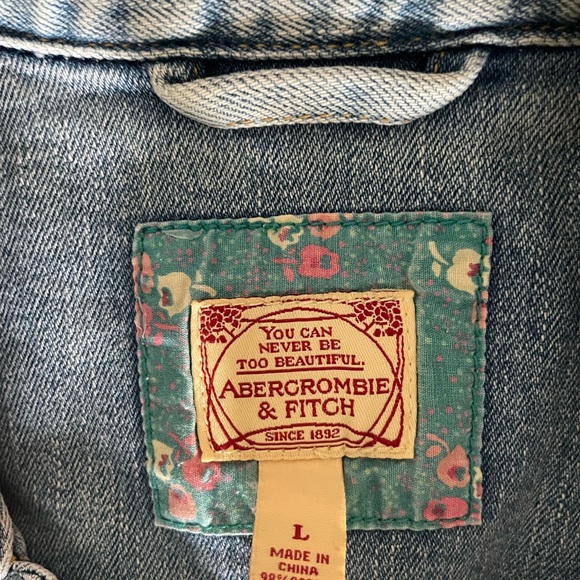 YOU CAN
NEVER BE
TOO BEAUTIFUL.
ABERCROMBIE
& FITCH
SINCE 1892
L
MADE IN
CHINA